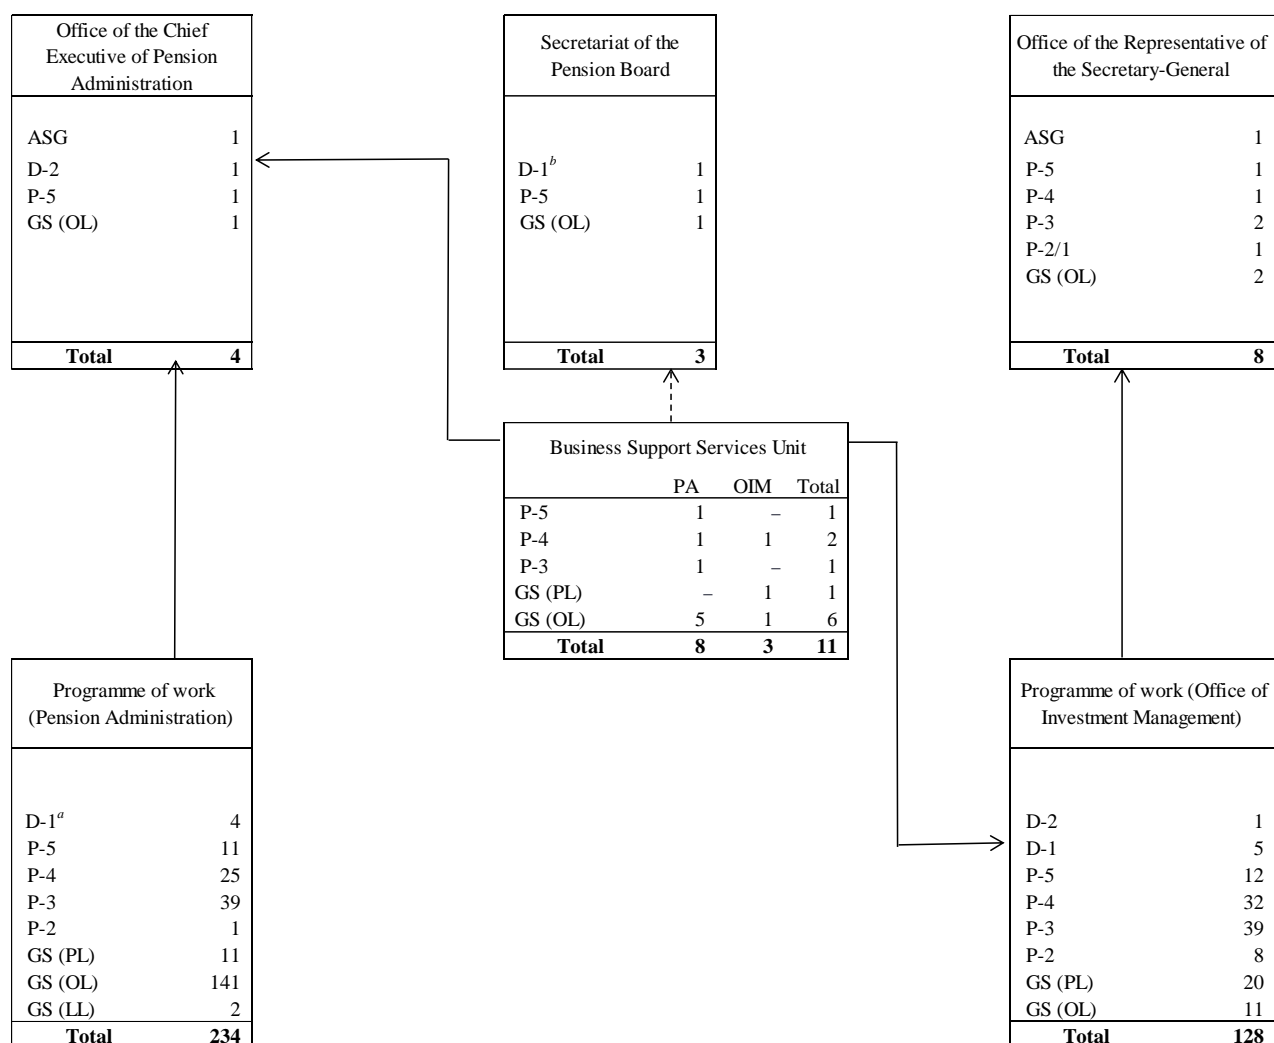 Office of the Chief
Executive of Pension
Administration
ASG 1
D-2 1
P-5 1
GS (OL) 1
Total 4
Secretariat of the
Pension Board
D-1b 1
P-5 1
GS (OL) 1
Total 3
Office of the Representative of
the Secretary-General
ASG 1
P-5 1
P-4 1
P-3 2
P-2/1 1
GS (OL) 2
Total 8
Business Support Services Unit
PA OIM Total
P-5 1 – 1
P-4 1 1 2
P-3 1 – 1
GS (PL) – 1 1
GS (OL) 5 1 6
Total 8 3 11
Programme of work
(Pension Administration)
D-1a 4
P-5 11
P-4 25
P-3 39
P-2 1
GS (PL) 11
GS (OL) 141
GS (LL) 2
Total 234
Programme of work (Office of
Investment Management)
D-2 1
D-1 5
P-5 12
P-4 32
P-3 39
P-2 8
GS (PL) 20
GS (OL) 11
Total 128